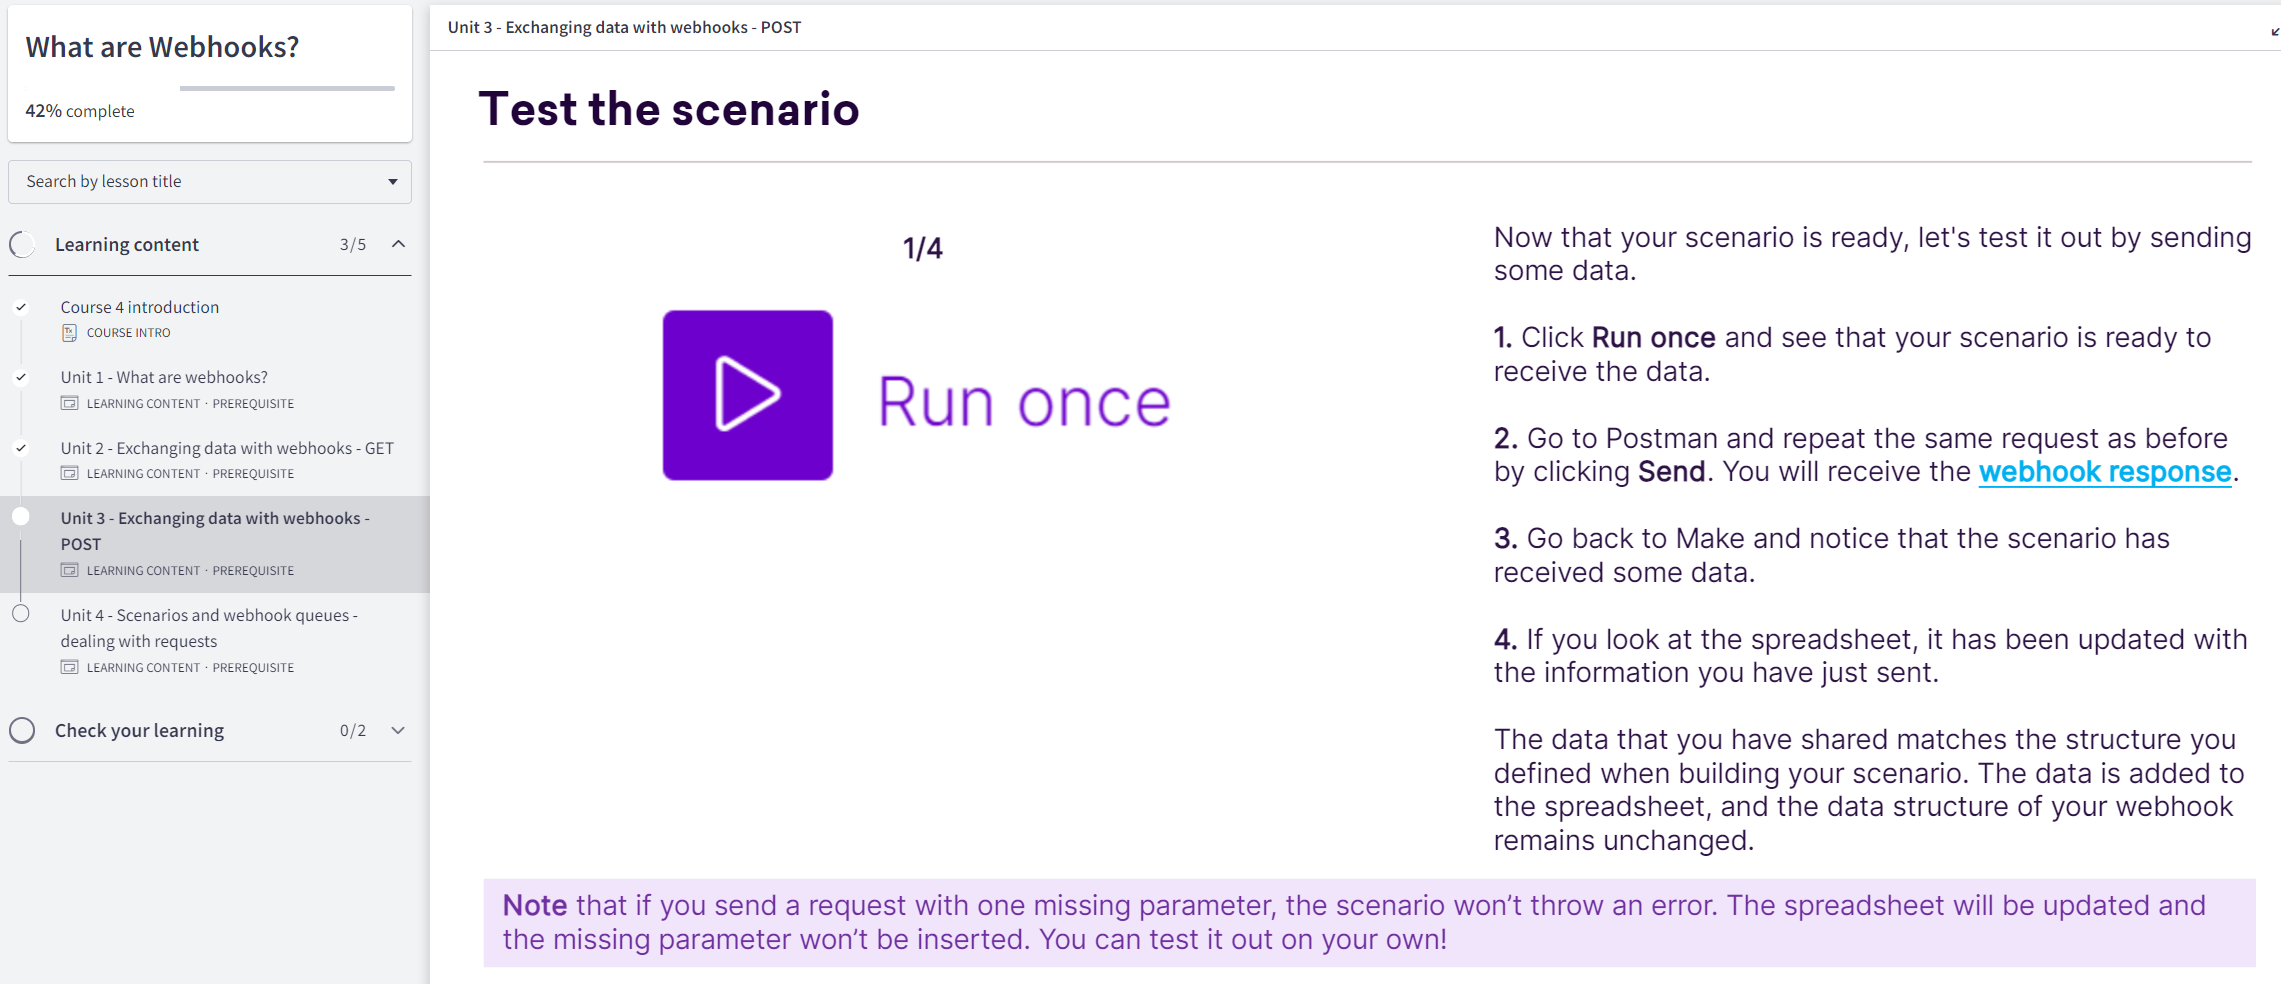 What are Webhooks?
42% complete
Search by lesson title
Learning content 3/5
Course 4 introduction
COURSE INTRO
Unit 1 - What are webhooks?
LEARNING CONTENT · PREREQUISITE
Unit 2 - Exchanging data with webhooks - GET
LEARNING CONTENT · PREREQUISITE
Unit 3 - Exchanging data with webhooks -
POST
LEARNING CONTENT · PREREQUISITE
Unit 4 - Scenarios and webhook queues -
dealing with requests
LEARNING CONTENT · PREREQUISITE
Check your learning 0/2
Unit 3 - Exchanging data with webhooks - POST
Test the scenario
1/4
Run once
Now that your scenario is ready, let's test it out by sending
some data.
1. Click Run once and see that your scenario is ready to
receive the data.
2. Go to Postman and repeat the same request as before
by clicking Send. You will receive the webhook response.
3. Go back to Make and notice that the scenario has
received some data.
4. If you look at the spreadsheet, it has been updated with
the information you have just sent.
The data that you have shared matches the structure you
defined when building your scenario. The data is added to
the spreadsheet, and the data structure of your webhook
remains unchanged.
Note that if you send a request with one missing parameter, the scenario won’t throw an error. The spreadsheet will be updated and
the missing parameter won’t be inserted. You can test it out on your own!